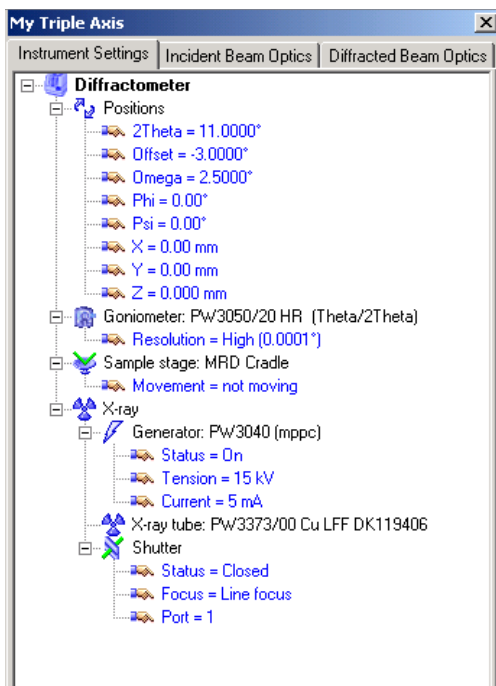 My Triple Axis
Instrument Settings Incident Beam Optics Diffracted Beam Optics
Diffractometer
Positions
2Theta = 11.0000°
Offset = -3.0000°
Omega = 2.5000°
Phi = 0.00°
Psi = 0.00°
X = 0.00 mm
Y = 0.00 mm
Z = 0.000 mm
Goniometer: PW3050/20 HR (Theta/2Theta)
Resolution = High (0.0001°)
Sample stage: MRD Cradle
Movement = not moving
X-ray
Generator: PW3040 (mppc)
Status = On
Tension = 15 kV
Current = 5 mA
X-ray tube: PW3373/00 Cu LFF DK119406
Shutter
Status = Closed
Focus = Line focus
Port = 1